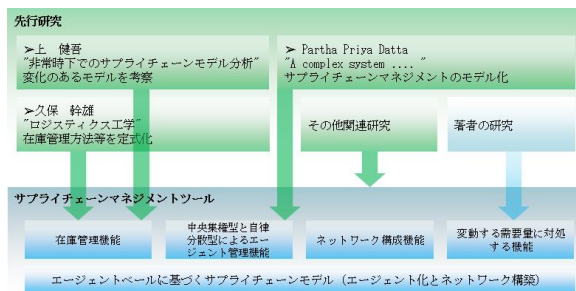 先行研究
➢上　健吾
"非常時下でのサプライチェーンモデル分析"
変化のあるモデルを考察
➢ Partha Priya Datta
"A complex system .... "
サプライチェーンマネジメントのモデル化
➢久保　幹雄
"ロジスティクス工学"
在庫管理方法等を定式化
その他関連研究
著者の研究
サプライチェーンマネジメントツール
在庫管理機能
中央集権型と自律
分散型によるエー
ジェント管理機能
ネットワーク構成機能
変動する需要量に対処
する機能
エージェントベールに基づくサプライチェーンモデル（エージェント化とネットワーク構築）